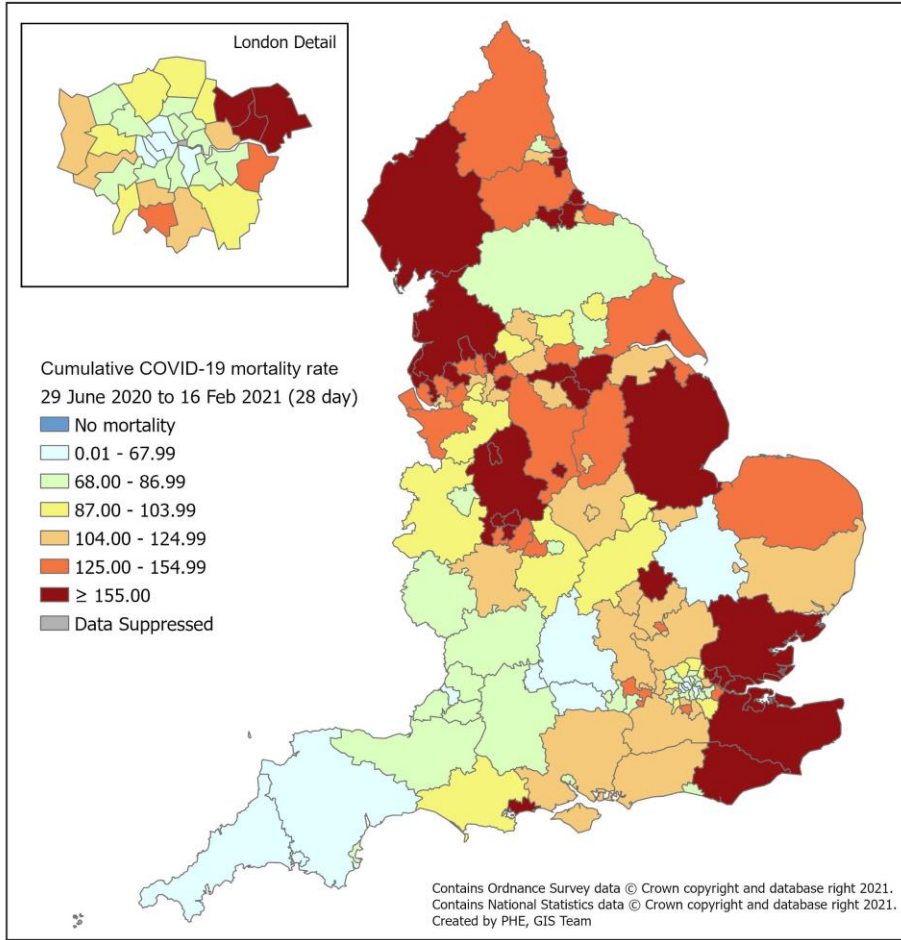 London Detail
Cumulative COVID-19 mortality rate
29 June 2020 to 16 Feb 2021 (28 day)
No mortality
0.01 - 67.99
68.00 - 86.99
87.00 - 103.99
104.00 - 124.99
125.00 - 154.99
≥ 155.00
Data Suppressed
Contains Ordnance Survey data © Crown copyright and database right 2021.
Contains National Statistics data © Crown copyright and database right 2021.
Created by PHE, GIS Team